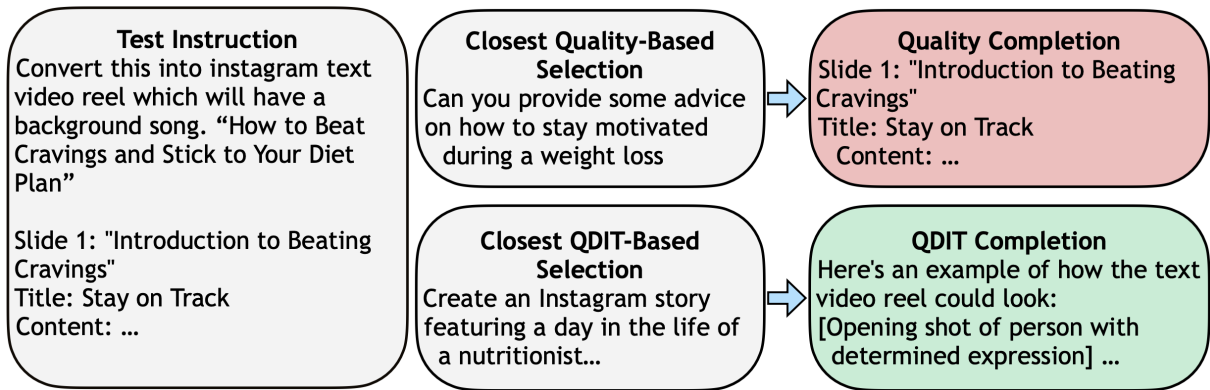 Test Instruction
Convert this into instagram text
video reel which will have a
background song. “How to Beat
Cravings and Stick to Your Diet
Plan”
Slide 1: "Introduction to Beating
Cravings"
Title: Stay on Track
Content: ...
Closest Quality-Based
Selection
Can you provide some advice
on how to stay motivated
during a weight loss
Quality Completion
Slide 1: "Introduction to Beating
Cravings"
Title: Stay on Track
Content: ...
Closest QDIT-Based
Selection
Create an Instagram story
featuring a day in the life of
a nutritionist...
QDIT Completion
Here's an example of how the text
video reel could look:
[Opening shot of person with
determined expression] ...